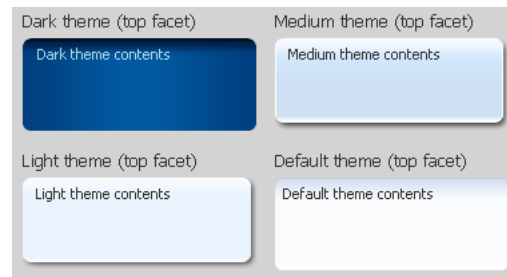 Dark theme (top facet)
Medium theme (top facet)
Dark theme contents
Medium theme contents
Light theme (top facet)
Default theme (top facet)
Light theme contents
Default theme contents